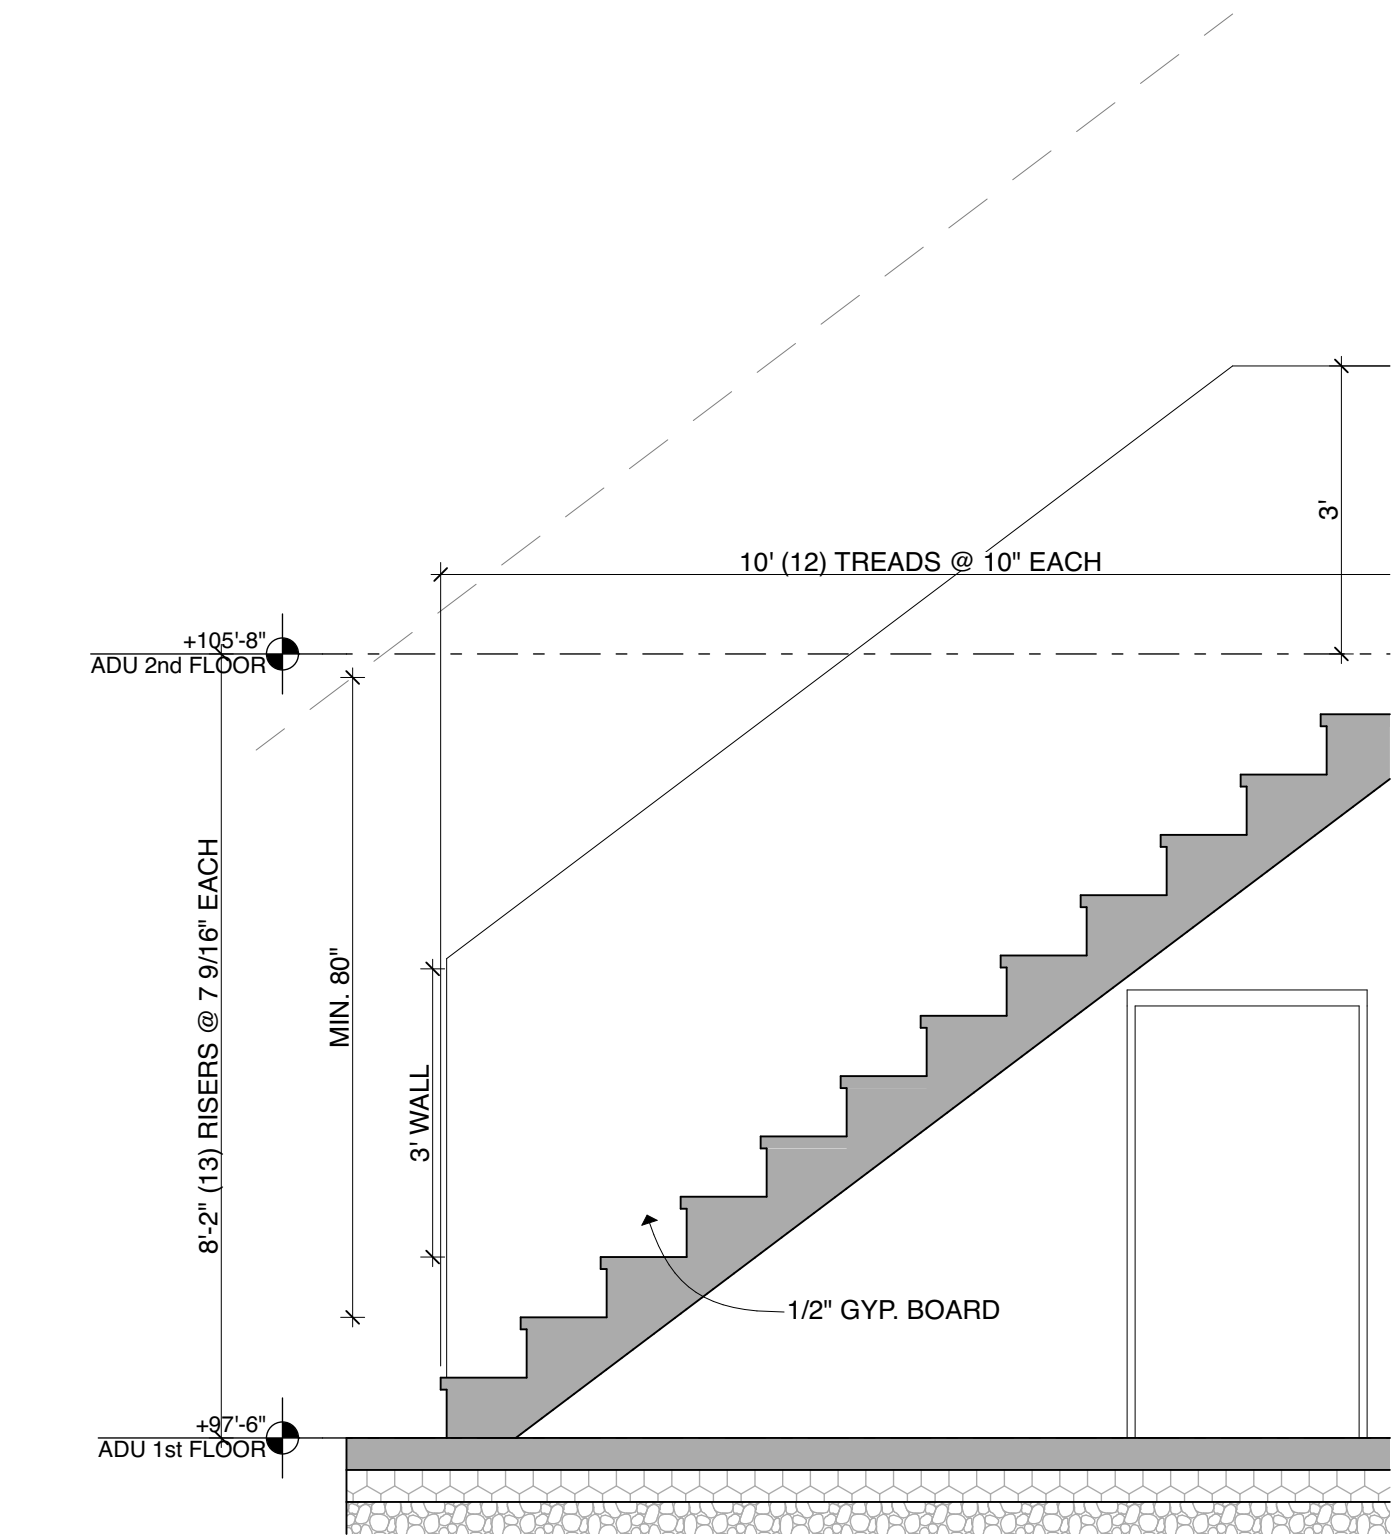 3'
10' (12) TREADS @ 10" EACH
+105'-8"
ADU 2nd FLOOR
8'-2" (13) RISERS @ 7 9/16" EACH
MIN. 80"
3' WALL
1/2" GYP. BOARD
+97'-6"
ADU 1st FLOOR